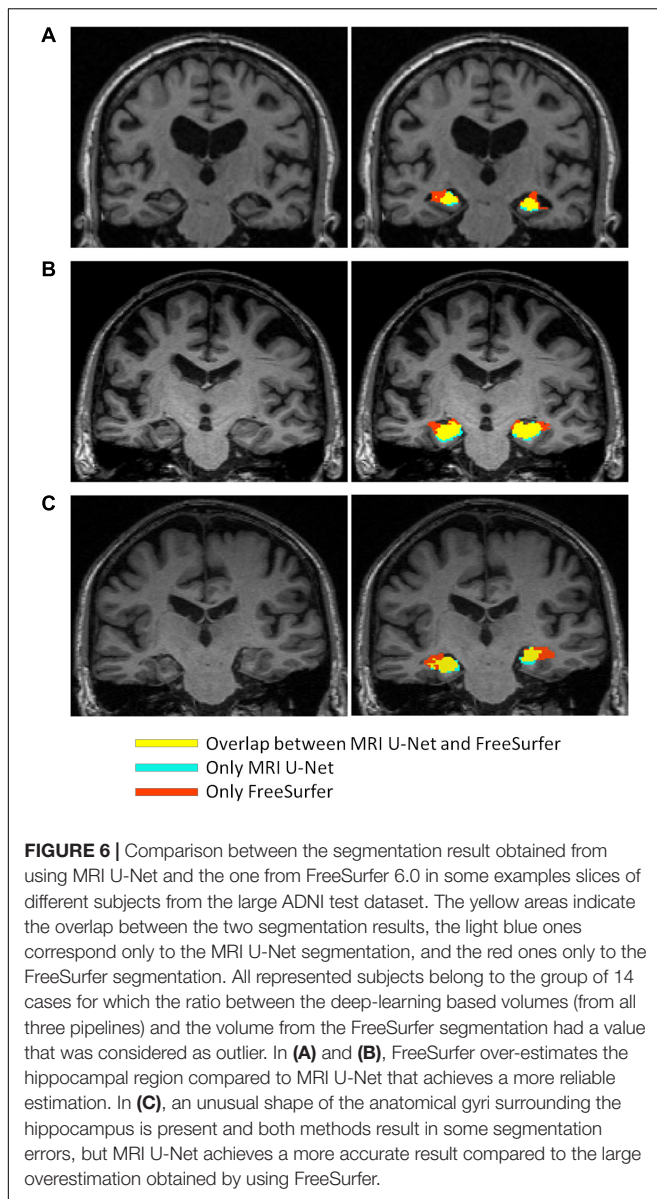 A
B
C
Overlap between MRI U-Net and FreeSurfer
Only MRI U-Net
Only FreeSurfer
FIGURE 6 | Comparison between the segmentation result obtained from
using MRI U-Net and the one from FreeSurfer 6.0 in some examples slices of
different subjects from the large ADNI test dataset. The yellow areas indicate
the overlap between the two segmentation results, the light blue ones
correspond only to the MRI U-Net segmentation, and the red ones only to the
FreeSurfer segmentation. All represented subjects belong to the group of 14
cases for which the ratio between the deep-learning based volumes (from all
three pipelines) and the volume from the FreeSurfer segmentation had a value
that was considered as outlier. In (A) and (B), FreeSurfer over-estimates the
hippocampal region compared to MRI U-Net that achieves a more reliable
estimation. In (C), an unusual shape of the anatomical gyri surrounding the
hippocampus is present and both methods result in some segmentation
errors, but MRI U-Net achieves a more accurate result compared to the large
overestimation obtained by using FreeSurfer.